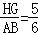 HG/AB = 5/6